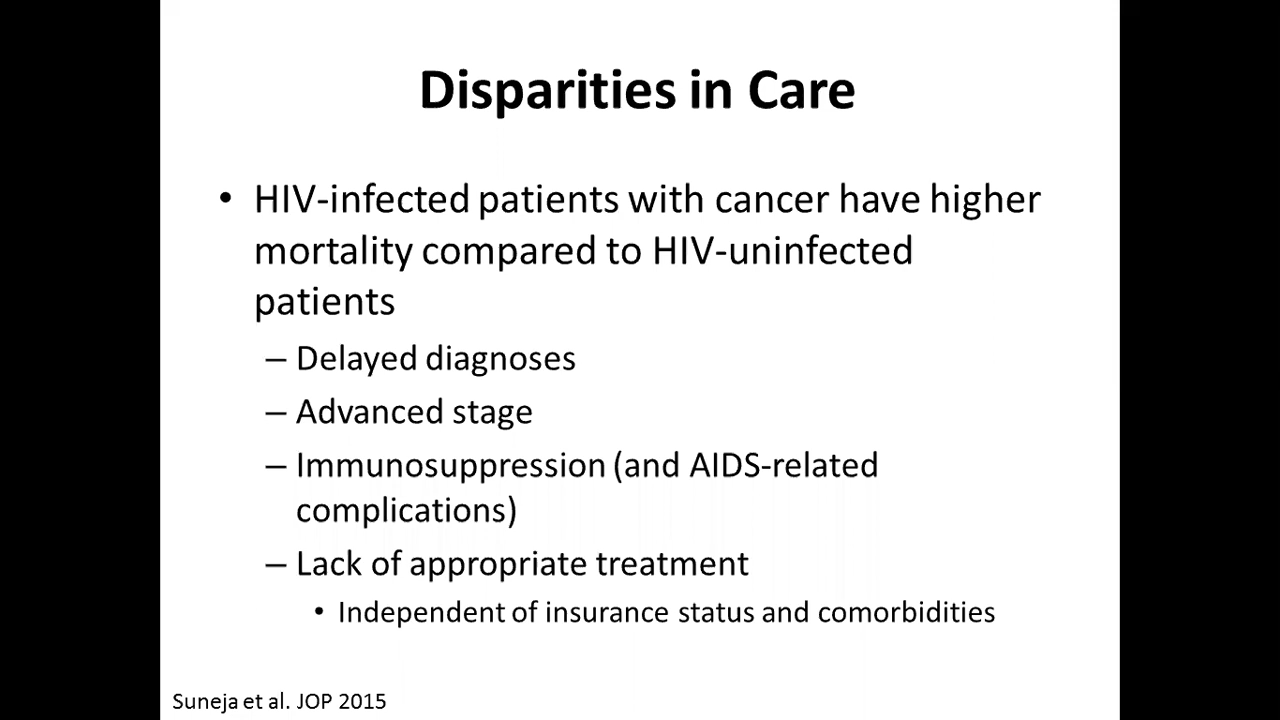 Disparities in Care
• HIV-infected patients with cancer have higher
mortality compared to HIV-uninfected
patients
– Delayed diagnoses
– Advanced stage
– Immunosuppression (and AIDS-related
complications)
– Lack of appropriate treatment
• Independent of insurance status and comorbidities
Suneja et al. JOP 2015